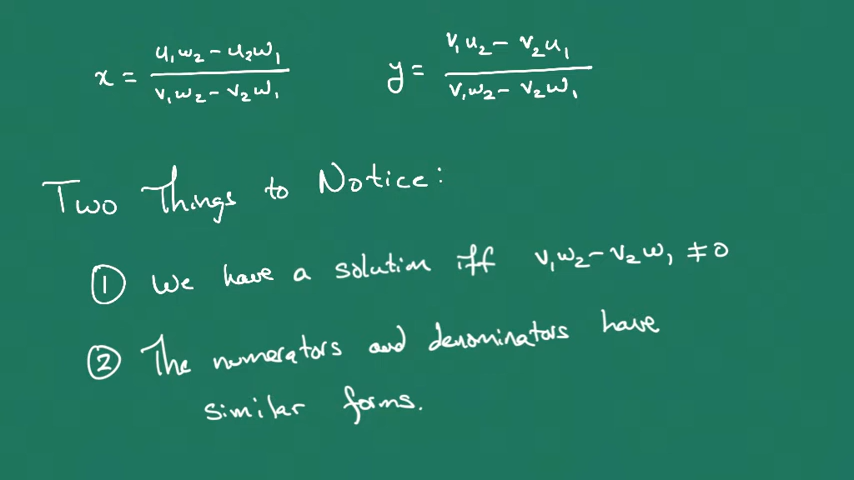 x = (u₁w₂ − u₂w₁) / (v₁w₂ − v₂w₁)    y = (v₁u₂ − v₂u₁) / (v₁w₂ − v₂w₁)
Two Things to Notice:
① We have a solution iff v₁w₂ − v₂w₁ ≠ 0
② The numerators and denominators have
similar forms.